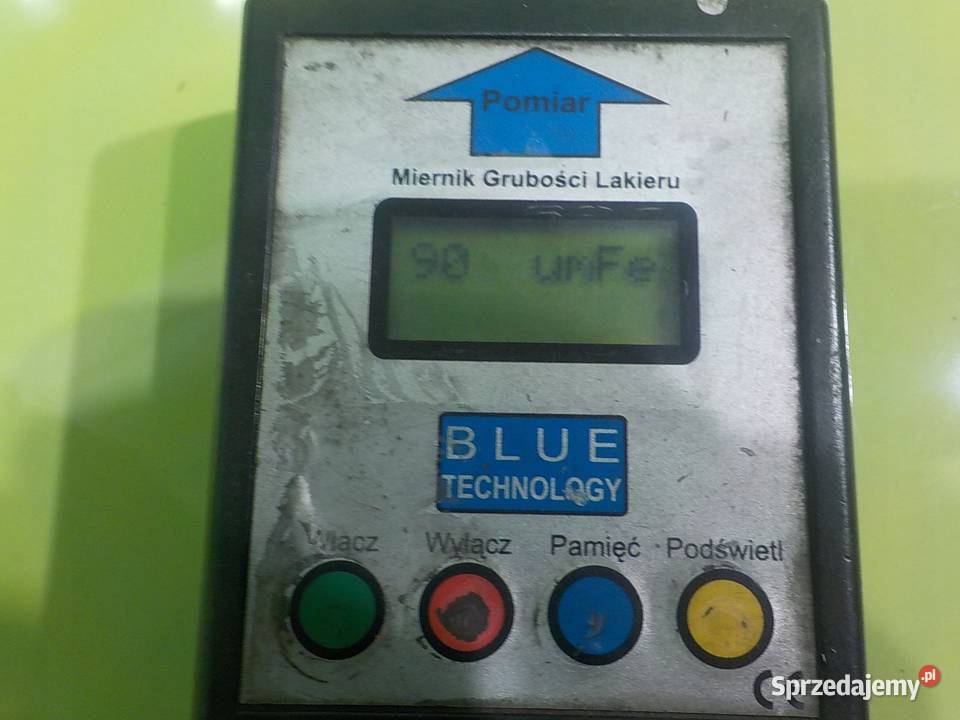 Pomiar
Miernik Grubości Lakieru
90 umFe
BLUE
TECHNOLOGY
Włącz Wyłącz Pamięć Podświetl
CE
Sprzedajemy.pl